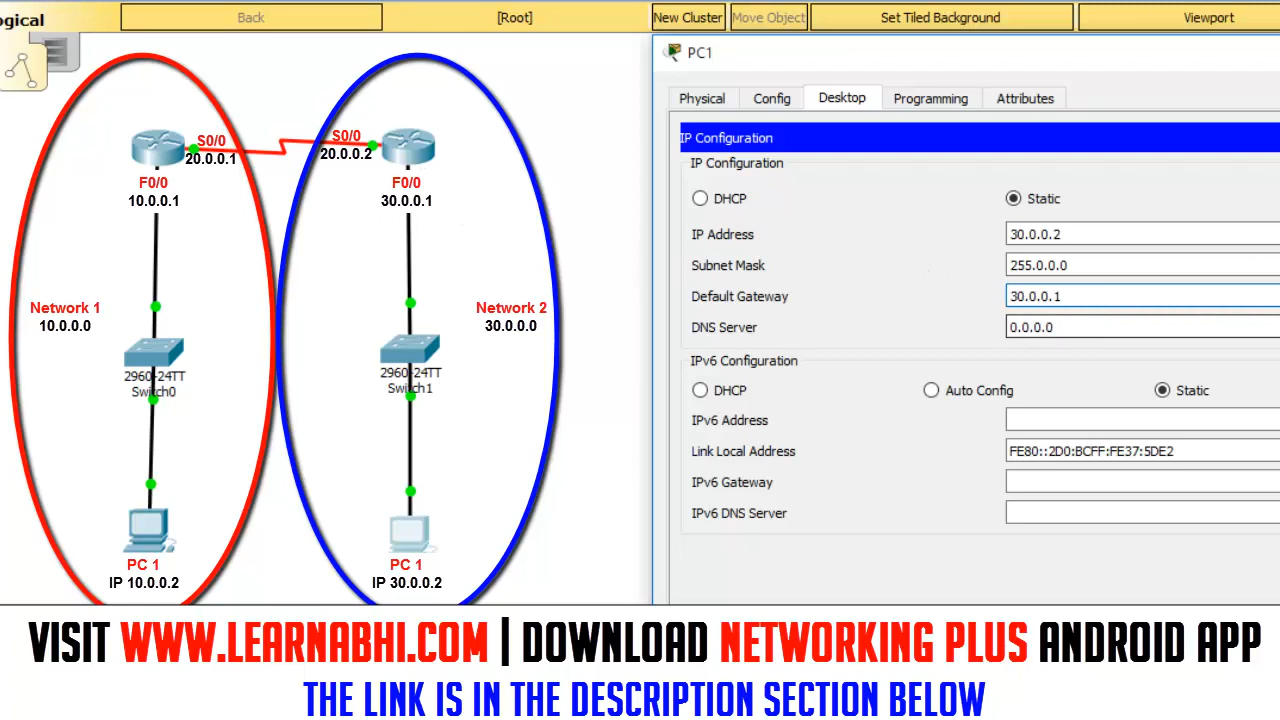 ogical
Back
[Root]
New Cluster
Move Object
Set Tiled Background
Viewport
PC1
Physical
Config
Desktop
Programming
Attributes
IP Configuration
IP Configuration
DHCP
Static
IP Address
30.0.0.2
Subnet Mask
255.0.0.0
Default Gateway
30.0.0.1
DNS Server
0.0.0.0
IPv6 Configuration
DHCP
Auto Config
Static
IPv6 Address
Link Local Address
FE80::2D0:BCFF:FE37:5DE2
IPv6 Gateway
IPv6 DNS Server
S0/0
20.0.0.1
S0/0
20.0.0.2
F0/0
10.0.0.1
F0/0
30.0.0.1
Network 1
10.0.0.0
Network 2
30.0.0.0
2960-24TT
Switch0
2960-24TT
Switch1
PC 1
IP 10.0.0.2
PC 1
IP 30.0.0.2
VISIT WWW.LEARNABHI.COM | DOWNLOAD NETWORKING PLUS ANDROID APP
THE LINK IS IN THE DESCRIPTION SECTION BELOW